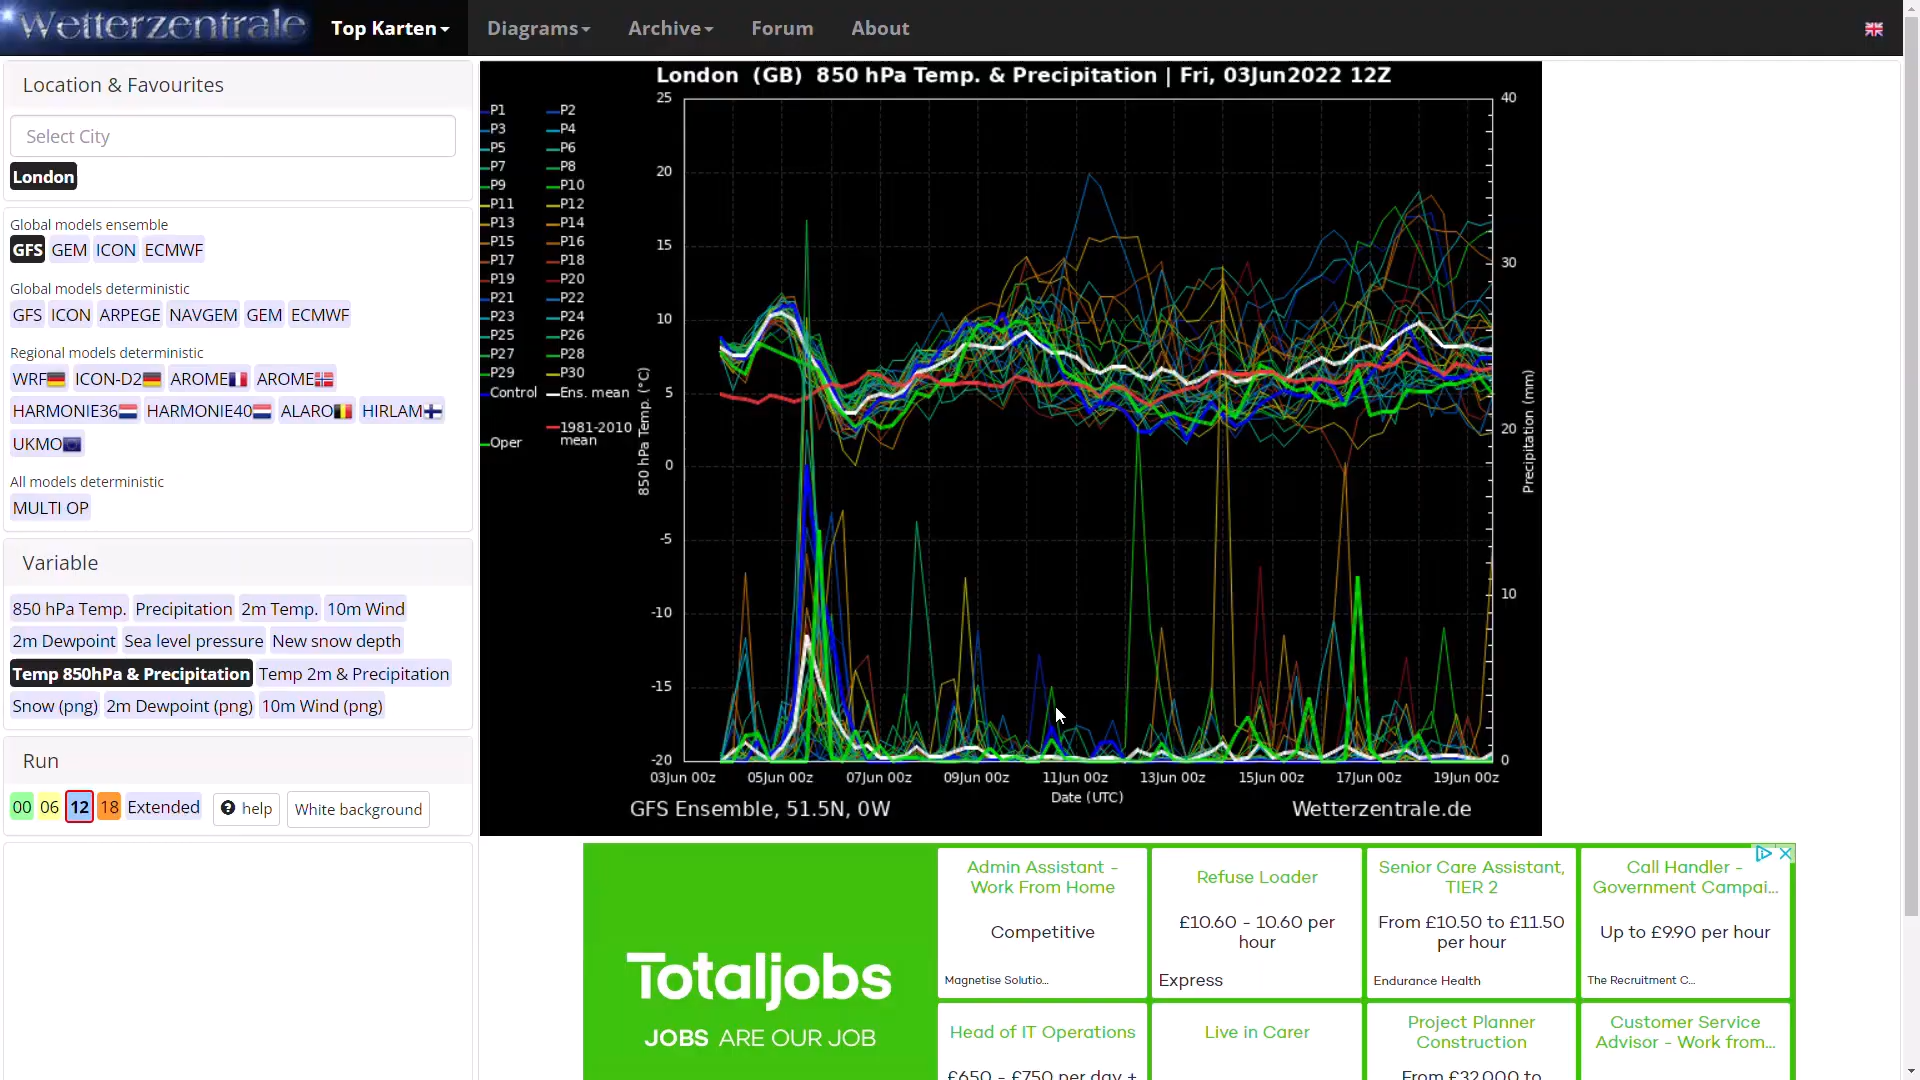 Wetterzentrale
Top Karten
Diagrams
Archive
Forum
About
Location & Favourites
Select City
London
Global models ensemble
GFS GEM ICON ECMWF
Global models deterministic
GFS ICON ARPEGE NAVGEM GEM ECMWF
Regional models deterministic
WRF ICON-D2 AROME AROME
HARMONIE36 HARMONIE40 ALARO HIRLAM
UKMO
All models deterministic
MULTI OP
Variable
850 hPa Temp. Precipitation 2m Temp. 10m Wind
2m Dewpoint Sea level pressure New snow depth
Temp 850hPa & Precipitation Temp 2m & Precipitation
Snow (png) 2m Dewpoint (png) 10m Wind (png)
Run
00 06 12 18 Extended help White background
London (GB) 850 hPa Temp. & Precipitation | Fri, 03Jun2022 12Z
P1 P2
P3 P4
P5 P6
P7 P8
P9 P10
P11 P12
P13 P14
P15 P16
P17 P18
P19 P20
P21 P22
P23 P24
P25 P26
P27 P28
P29 P30
Control Ens. mean
Oper 1981-2010
mean
850 hPa Temp. (°C)
25
20
15
10
5
0
-5
-10
-15
-20
40
30
20
10
0
Precipitation (mm)
03Jun 00z 05Jun 00z 07Jun 00z 09Jun 00z 11Jun 00z 13Jun 00z 15Jun 00z 17Jun 00z 19Jun 00z
Date (UTC)
GFS Ensemble, 51.5N, 0W
Wetterzentrale.de
Totaljobs
JOBS ARE OUR JOB
Admin Assistant -
Work From Home
Competitive
Magnetise Solutio...
Refuse Loader
£10.60 - 10.60 per
hour
Express
Senior Care Assistant,
TIER 2
From £10.50 to £11.50
per hour
Endurance Health
Call Handler -
Government Campai...
Up to £9.90 per hour
The Recruitment C...
Head of IT Operations
£650 - £750 per day +
Live in Carer
Project Planner
Construction
From £32,000 to
Customer Service
Advisor - Work from...